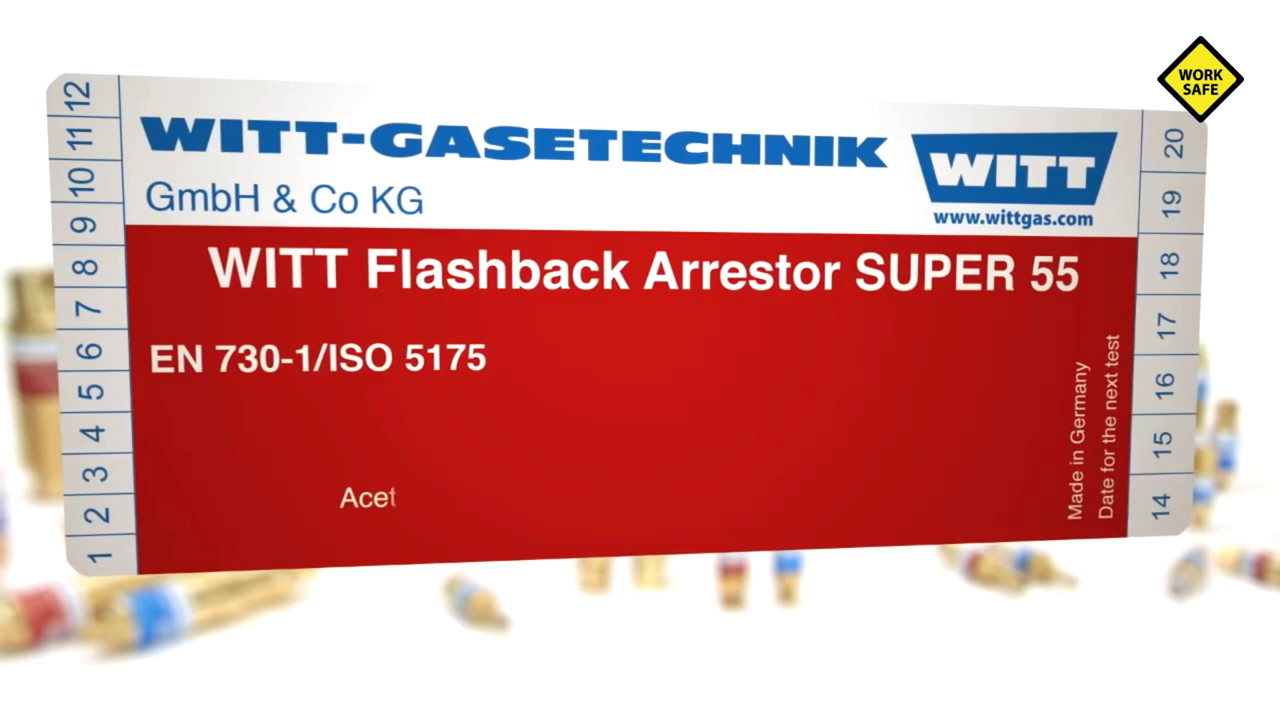 WORK
SAFE
WITT-GASETECHNIK
GmbH & Co KG
WITT
www.wittgas.com
WITT Flashback Arrestor SUPER 55
EN 730-1/ISO 5175
Acet
Made in Germany
Date for the next test
12
11
10
9
8
7
6
5
4
3
2
1
20
19
18
17
16
15
14